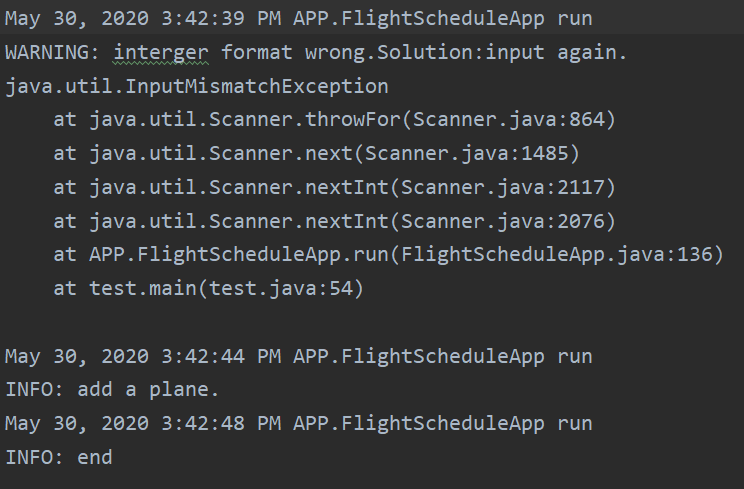 May 30, 2020 3:42:39 PM APP.FlightScheduleApp run
WARNING: interger format wrong.Solution:input again.
java.util.InputMismatchException
    at java.util.Scanner.throwFor(Scanner.java:864)
    at java.util.Scanner.next(Scanner.java:1485)
    at java.util.Scanner.nextInt(Scanner.java:2117)
    at java.util.Scanner.nextInt(Scanner.java:2076)
    at APP.FlightScheduleApp.run(FlightScheduleApp.java:136)
    at test.main(test.java:54)

May 30, 2020 3:42:44 PM APP.FlightScheduleApp run
INFO: add a plane.
May 30, 2020 3:42:48 PM APP.FlightScheduleApp run
INFO: end